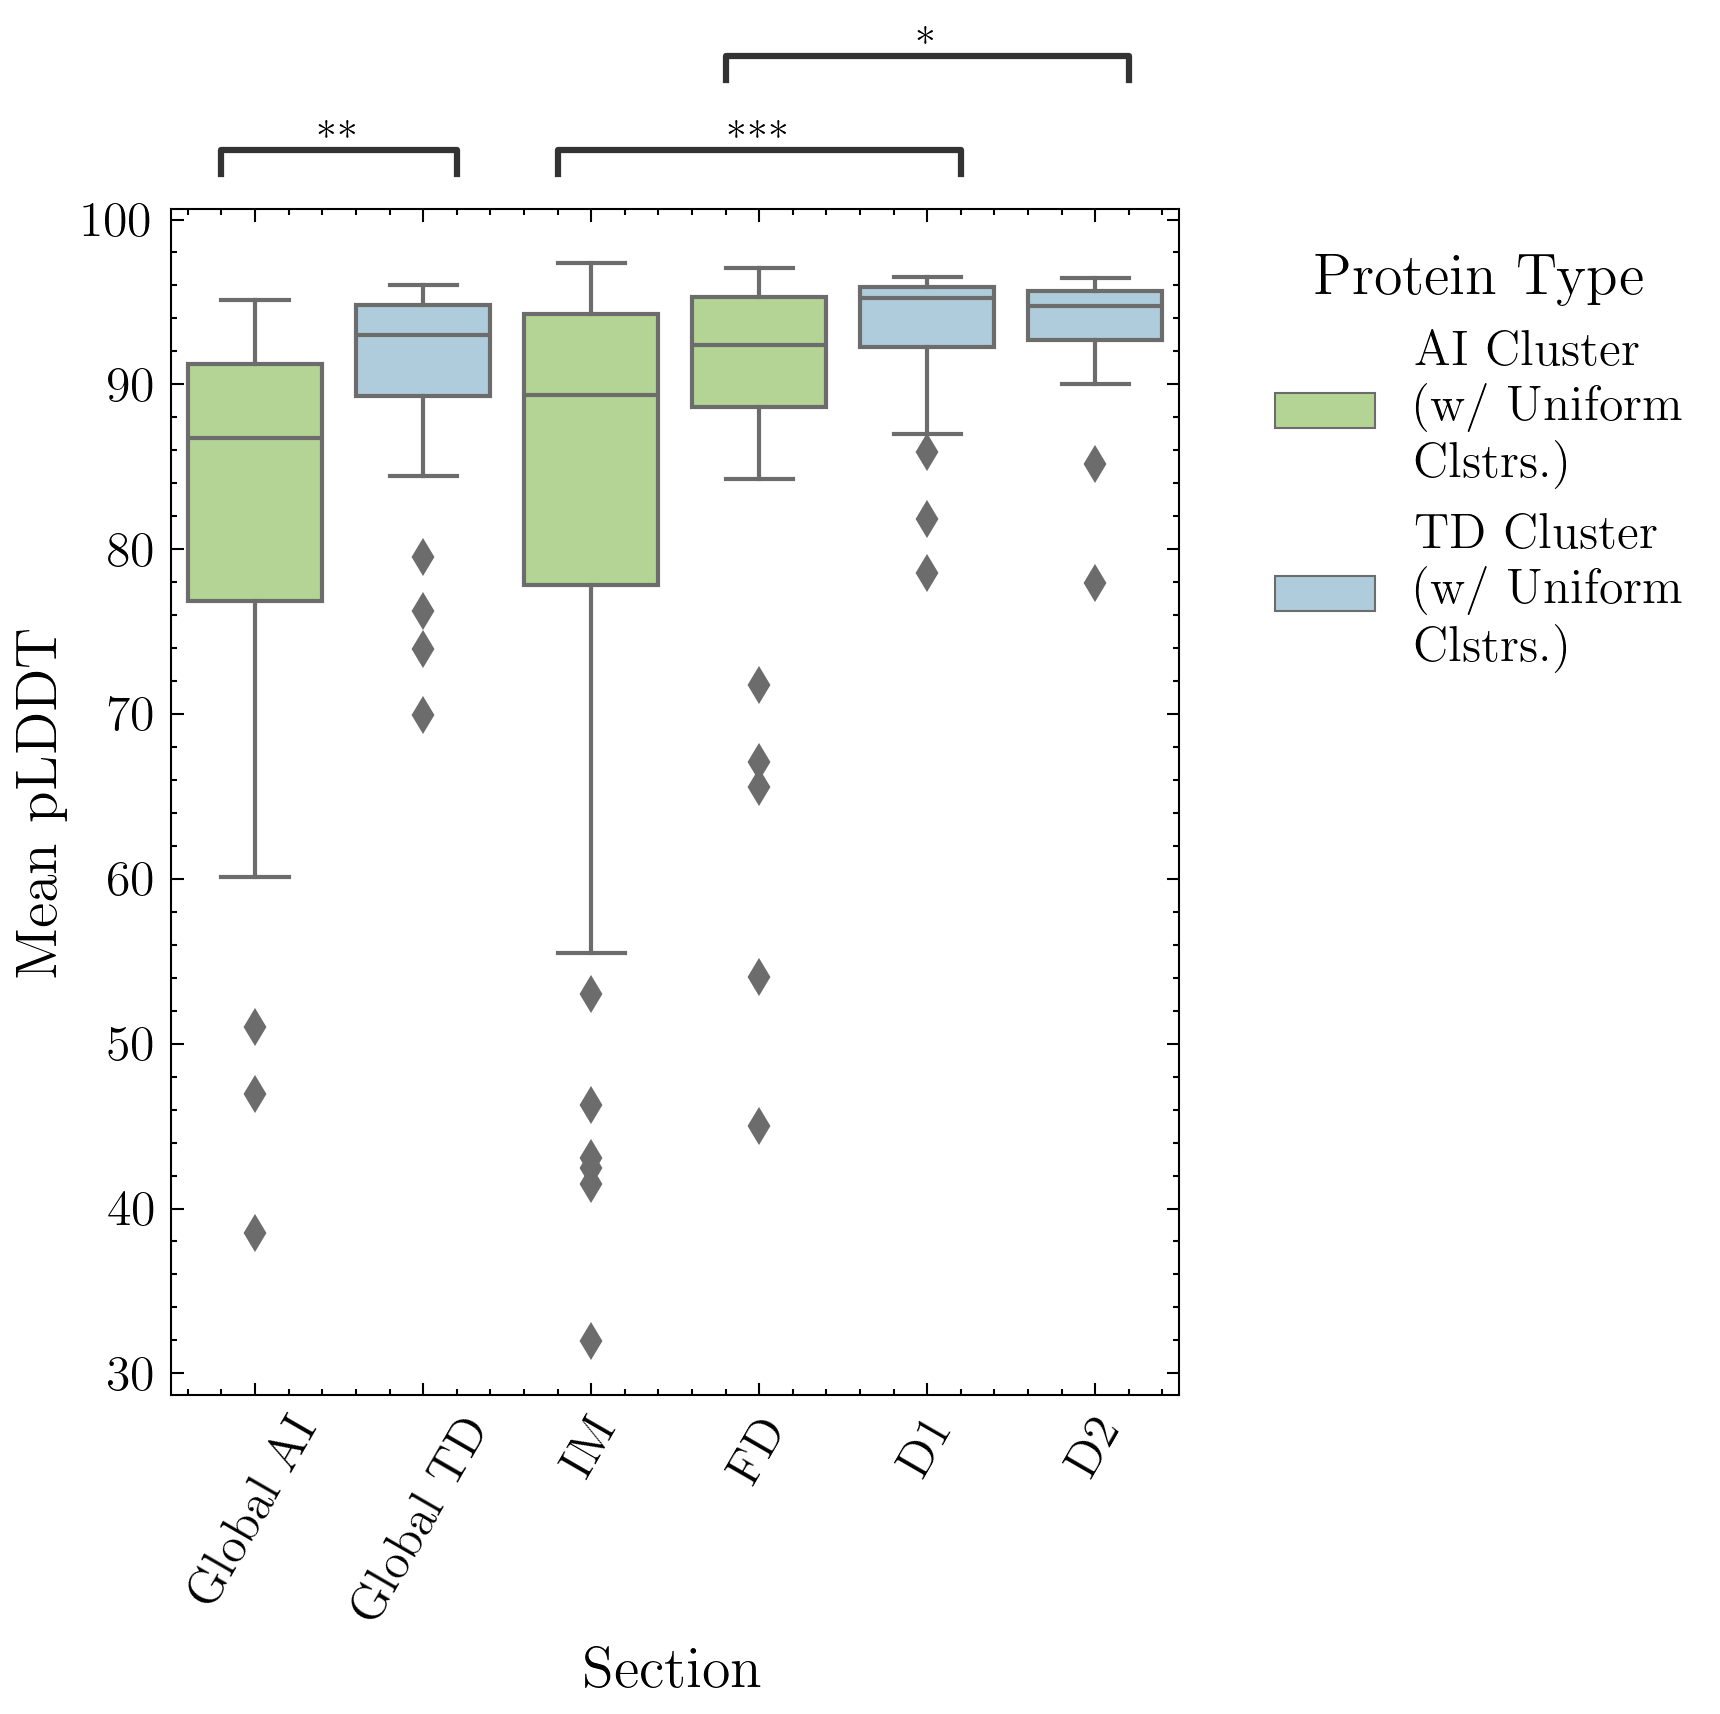 *
**
***
100
90
80
70
60
50
40
30
Mean pLDDT
Global AI
Global TD
IM
FD
D1
D2
Section
Protein Type
AI Cluster
(w/ Uniform
Clstrs.)
TD Cluster
(w/ Uniform
Clstrs.)